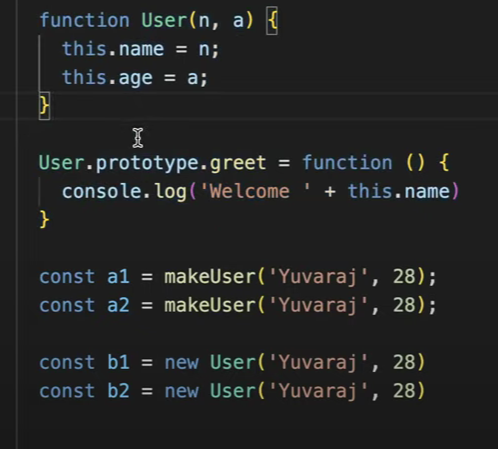 function User(n, a) {
  this.name = n;
  this.age = a;
}

User.prototype.greet = function () {
  console.log('Welcome ' + this.name)
}

const a1 = makeUser('Yuvaraj', 28);
const a2 = makeUser('Yuvaraj', 28);

const b1 = new User('Yuvaraj', 28)
const b2 = new User('Yuvaraj', 28)